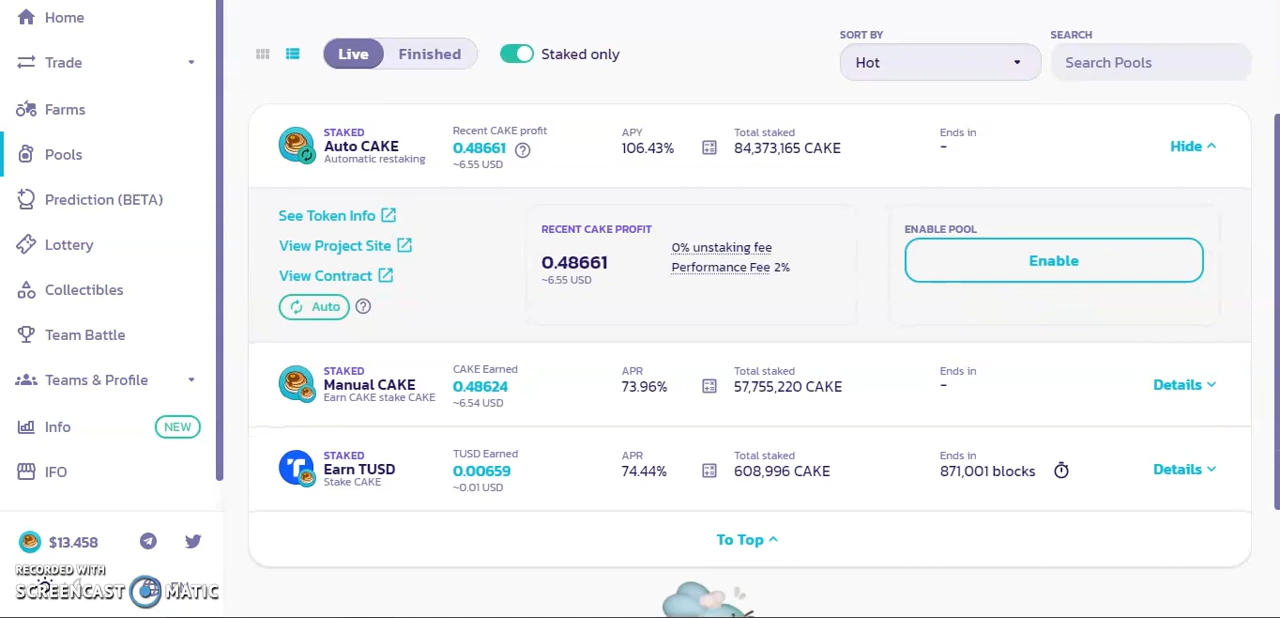 Home
Trade
Farms
Pools
Prediction (BETA)
Lottery
Collectibles
Team Battle
Teams & Profile
Info
NEW
IFO
$13.458
RECORDED WITH
SCREENCAST MATIC
Live
Finished
Staked only
SORT BY
Hot
SEARCH
Search Pools
STAKED
Auto CAKE
Automatic restaking
Recent CAKE profit
0.48661
~6.55 USD
APY
106.43%
Total staked
84,373,165 CAKE
Ends in
-
Hide
See Token Info
View Project Site
View Contract
Auto
RECENT CAKE PROFIT
0.48661
~6.55 USD
0% unstaking fee
Performance Fee 2%
ENABLE POOL
Enable
STAKED
Manual CAKE
Earn CAKE stake CAKE
CAKE Earned
0.48624
~6.54 USD
APR
73.96%
Total staked
57,755,220 CAKE
Ends in
-
Details
STAKED
Earn TUSD
Stake CAKE
TUSD Earned
0.00659
~0.01 USD
APR
74.44%
Total staked
608,996 CAKE
Ends in
871,001 blocks
Details
To Top